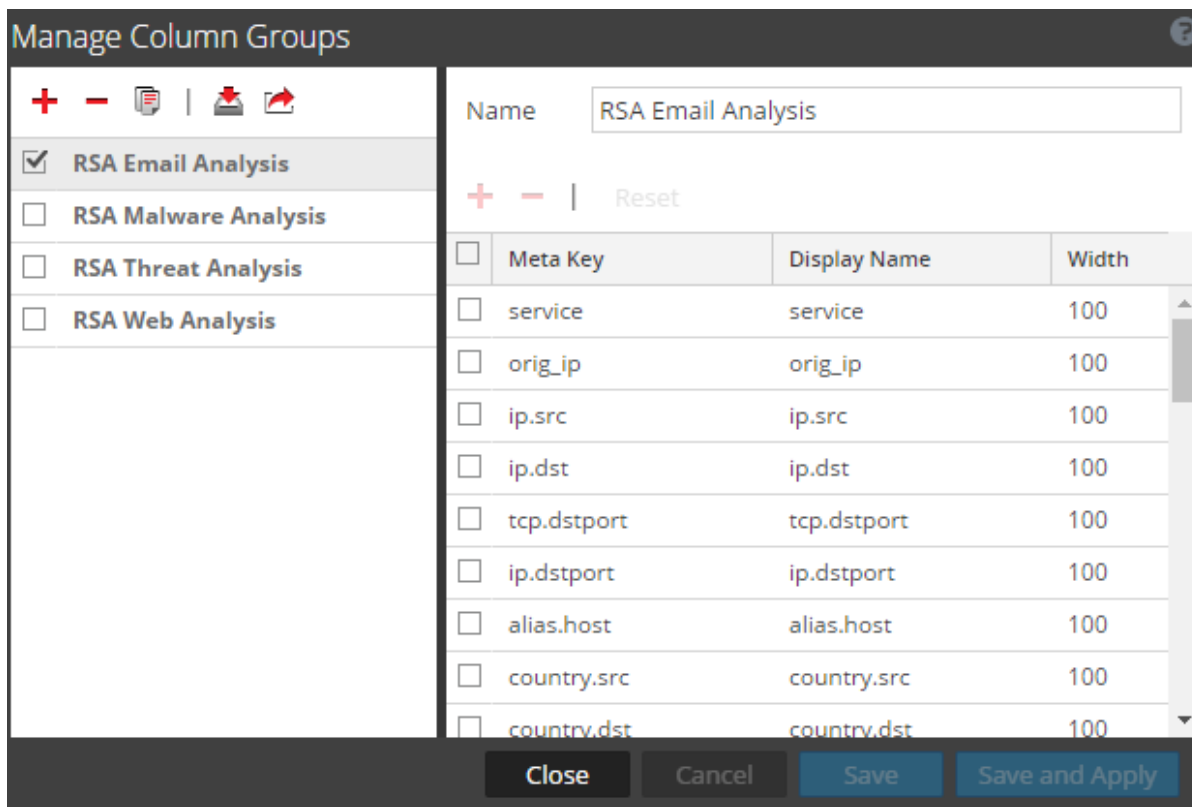 Manage Column Groups
?
RSA Email Analysis
RSA Malware Analysis
RSA Threat Analysis
RSA Web Analysis
Name RSA Email Analysis
Reset
Meta Key Display Name Width
service service 100
orig_ip orig_ip 100
ip.src ip.src 100
ip.dst ip.dst 100
tcp.dstport tcp.dstport 100
ip.dstport ip.dstport 100
alias.host alias.host 100
country.src country.src 100
country.dst country.dst 100
Close Cancel Save Save and Apply